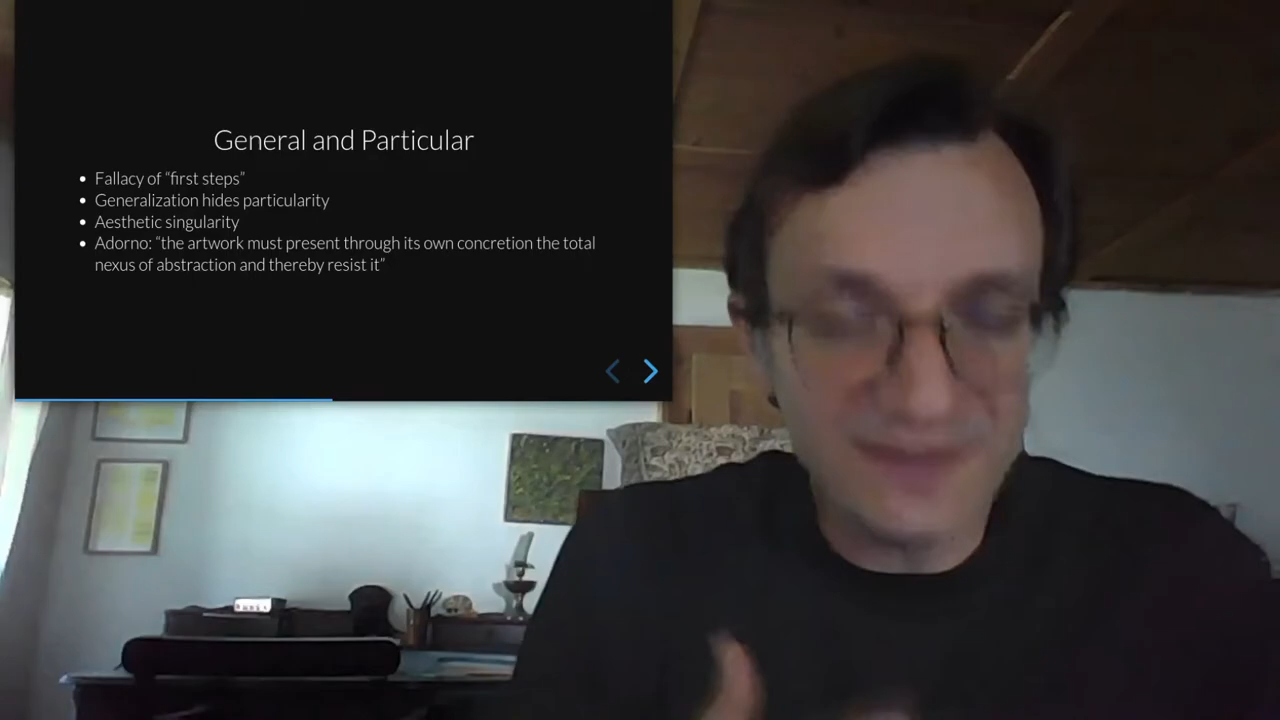 General and Particular
Fallacy of “first steps”
Generalization hides particularity
Aesthetic singularity
Adorno: “the artwork must present through its own concretion the total
nexus of abstraction and thereby resist it”